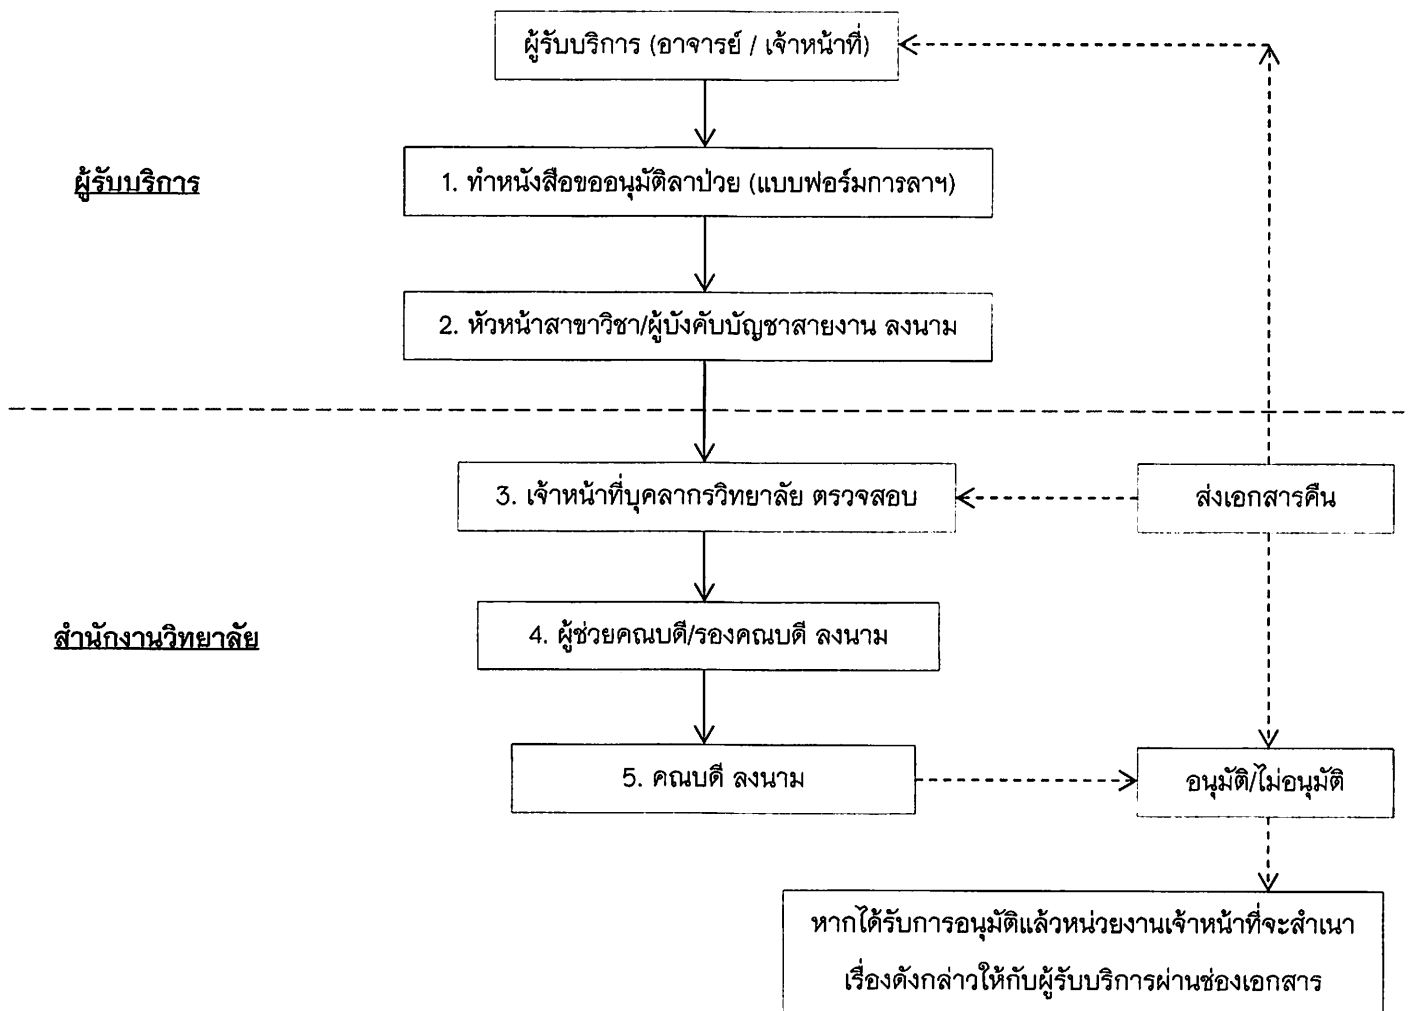 ผู้รับบริการ (อาจารย์ / เจ้าหน้าที่)
ผู้รับบริการ
1. ทำหนังสือขออนุมัติลาป่วย (แบบฟอร์มการลาฯ)
2. หัวหน้าสาขาวิชา/ผู้บังคับบัญชาสายงาน ลงนาม
3. เจ้าหน้าที่บุคลากรวิทยาลัย ตรวจสอบ
ส่งเอกสารคืน
สำนักงานวิทยาลัย
4. ผู้ช่วยคณบดี/รองคณบดี ลงนาม
5. คณบดี ลงนาม
อนุมัติ/ไม่อนุมัติ
หากได้รับการอนุมัติแล้วหน่วยงานเจ้าหน้าที่จะสำเนา
เรื่องดังกล่าวให้กับผู้รับบริการผ่านช่องเอกสาร